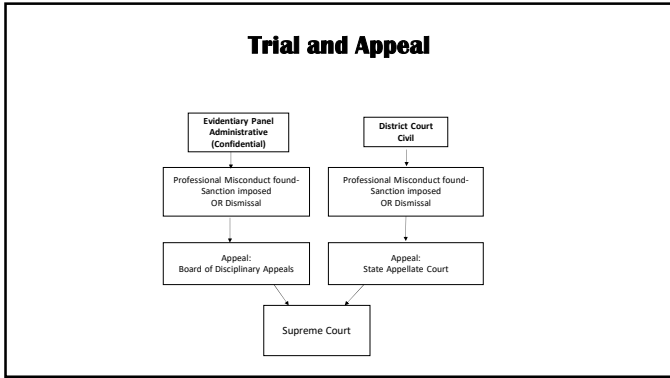 Trial and Appeal
Evidentiary Panel
Administrative
(Confidential)
District Court
Civil
Professional Misconduct found-
Sanction imposed
OR Dismissal
Professional Misconduct found-
Sanction imposed
OR Dismissal
Appeal:
Board of Disciplinary Appeals
Appeal:
State Appellate Court
Supreme Court